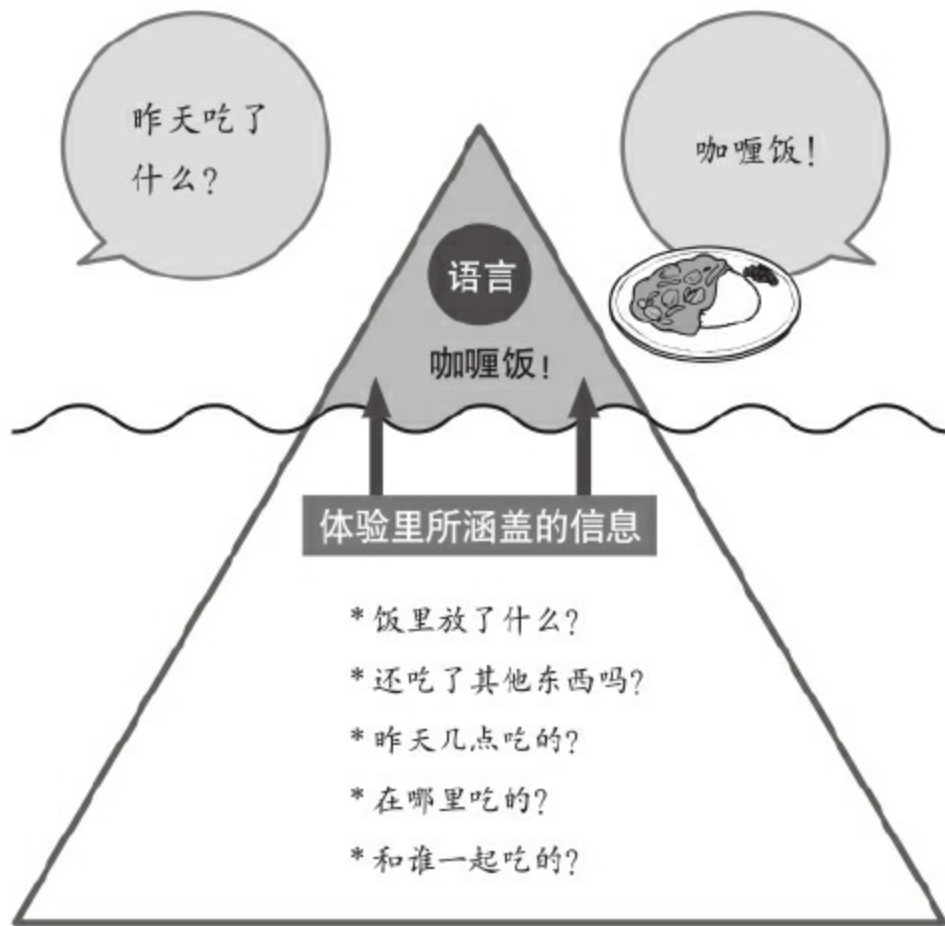 昨天吃了
什么?
咖喱饭!
语言
咖喱饭!
体验里所涵盖的信息
*饭里放了什么?
*还吃了其他东西吗?
*昨天几点吃的?
*在哪里吃的?
*和谁一起吃的?